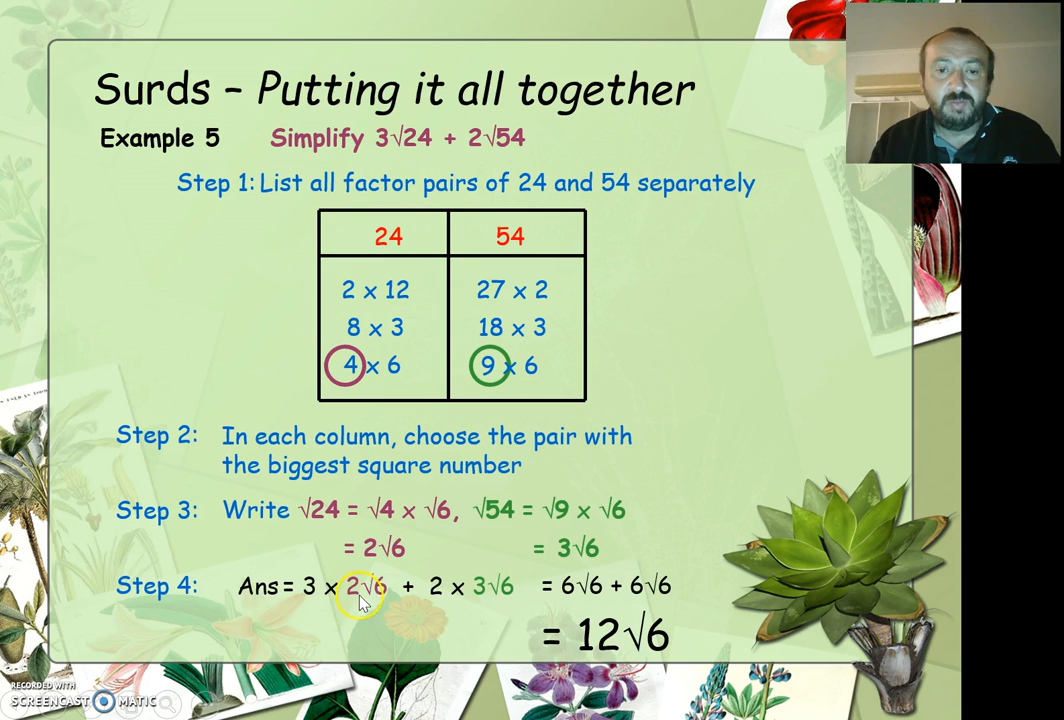 Surds – Putting it all together
Example 5 Simplify 3√24 + 2√54
Step 1: List all factor pairs of 24 and 54 separately
24 54
2 x 12 27 x 2
8 x 3 18 x 3
4 x 6 9 x 6
Step 2: In each column, choose the pair with
the biggest square number
Step 3: Write √24 = √4 x √6, √54 = √9 x √6
= 2√6 = 3√6
Step 4: Ans = 3 x 2√6 + 2 x 3√6 = 6√6 + 6√6
= 12√6
RECORDED WITH
SCREENCAST MATIC